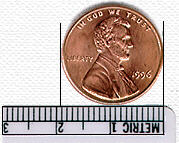 IN GOD WE TRUST
LIBERTY
1996
3 2 1 METRIC